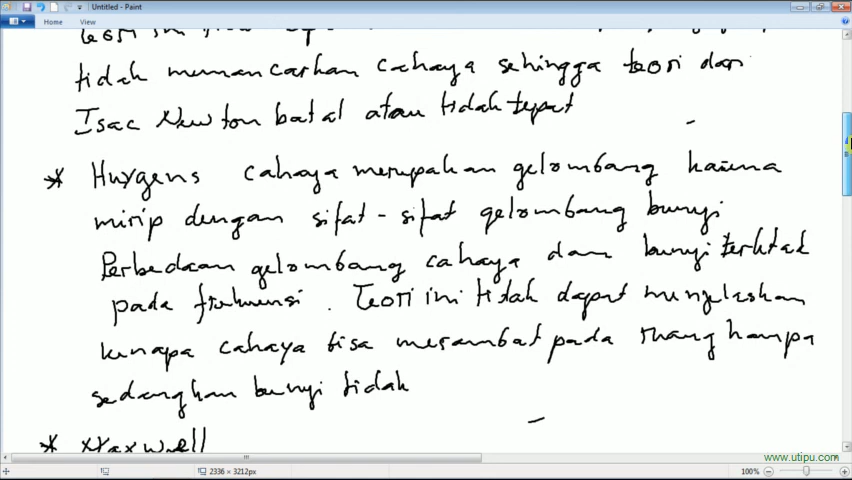 Untitled - Paint
Home View
Teori ini
tidak memancarkan cahaya sehingga teori dari
Isac Newton batal atau tidak tepat
* Huygens cahaya merupakan gelombang karena
mirip dengan sifat - sifat gelombang bunyi
Perbedaan gelombang cahaya dan bunyi terletak
pada frekuensi . Teori ini tidak dapat menjelaskan
kenapa cahaya bisa merambat pada ruang hampa
sedangkan bunyi tidak
* Maxwell
www.utipu.com
2336 × 3212px
100%